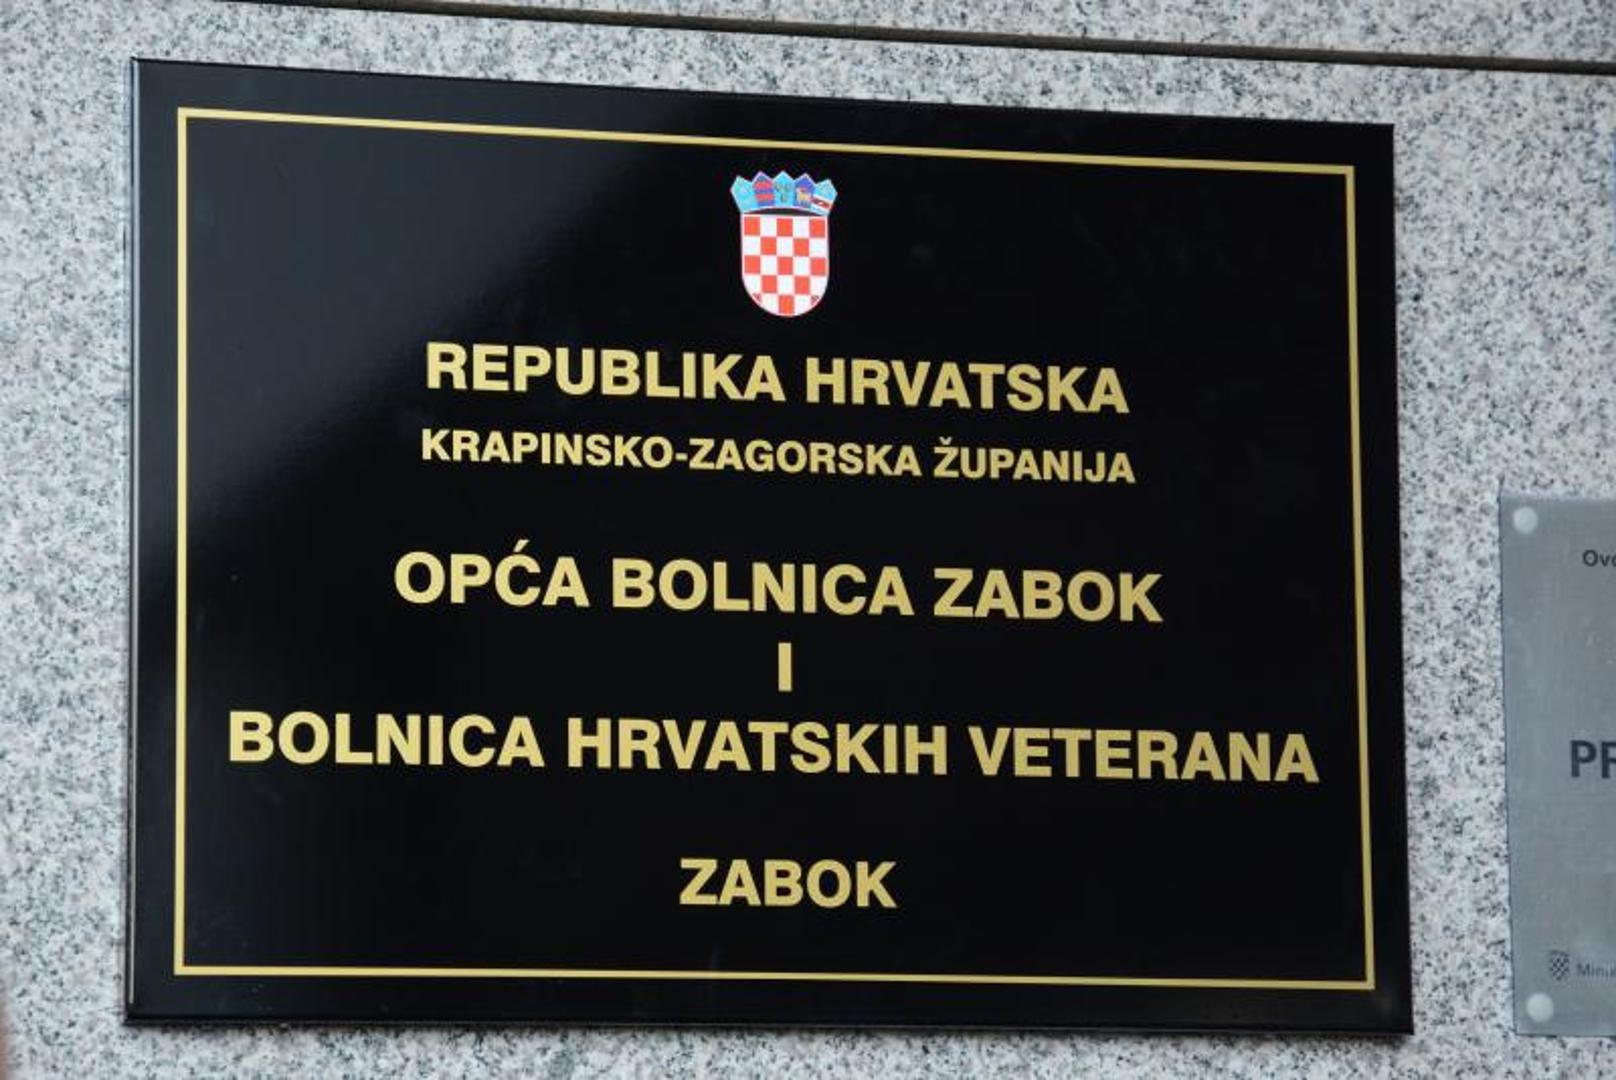 REPUBLIKA HRVATSKA
KRAPINSKO-ZAGORSKA ŽUPANIJA
OPĆA BOLNICA ZABOK
I
BOLNICA HRVATSKIH VETERANA
ZABOK